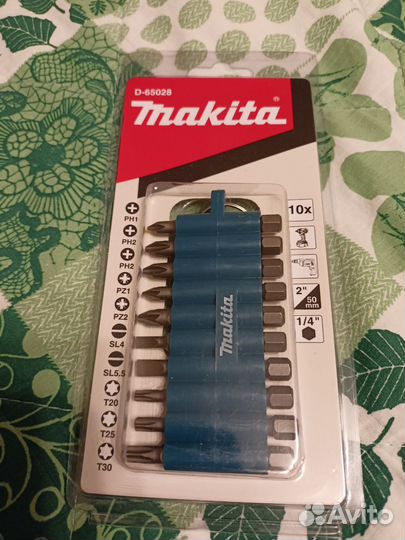 D-65028
makita
PH1
PH2
PH2
PZ1
PZ2
SL4
SL5.5
T20
T25
T30
makita
10x
2"
50
mm
1/4"
Avito